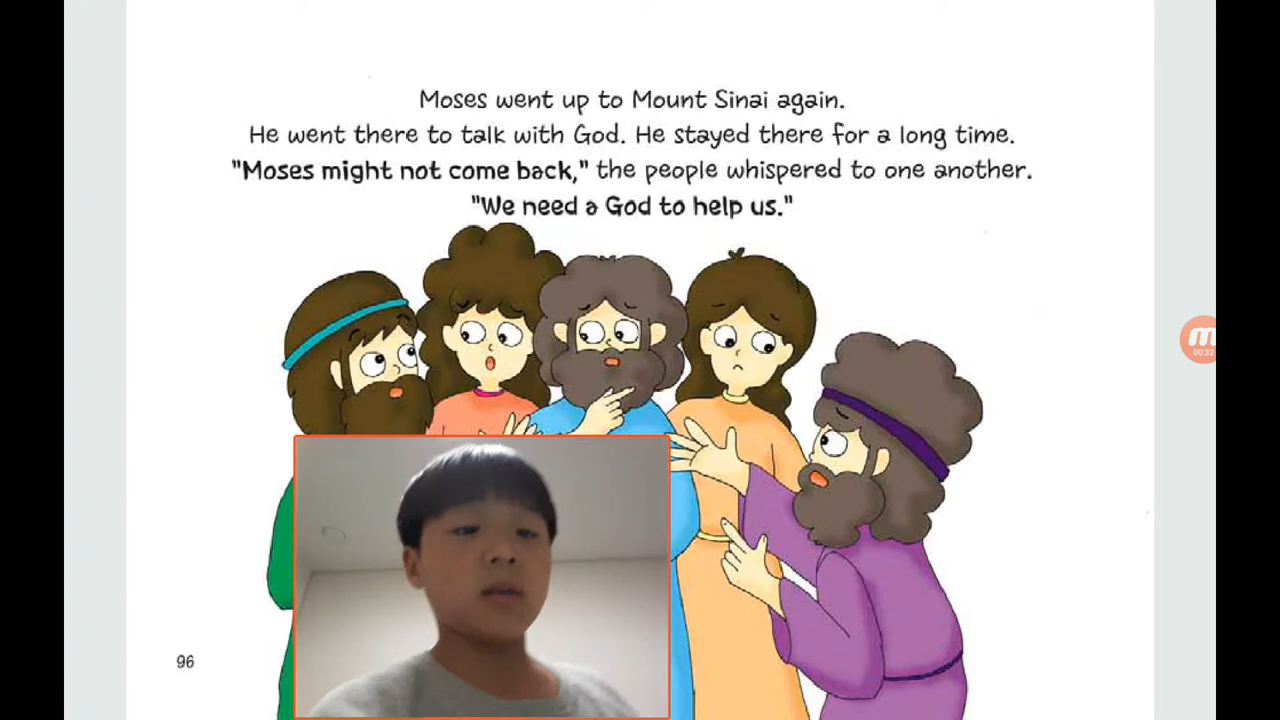 Moses went up to Mount Sinai again.
He went there to talk with God. He stayed there for a long time.
"Moses might not come back," the people whispered to one another.
"We need a God to help us."
M
00:32
96